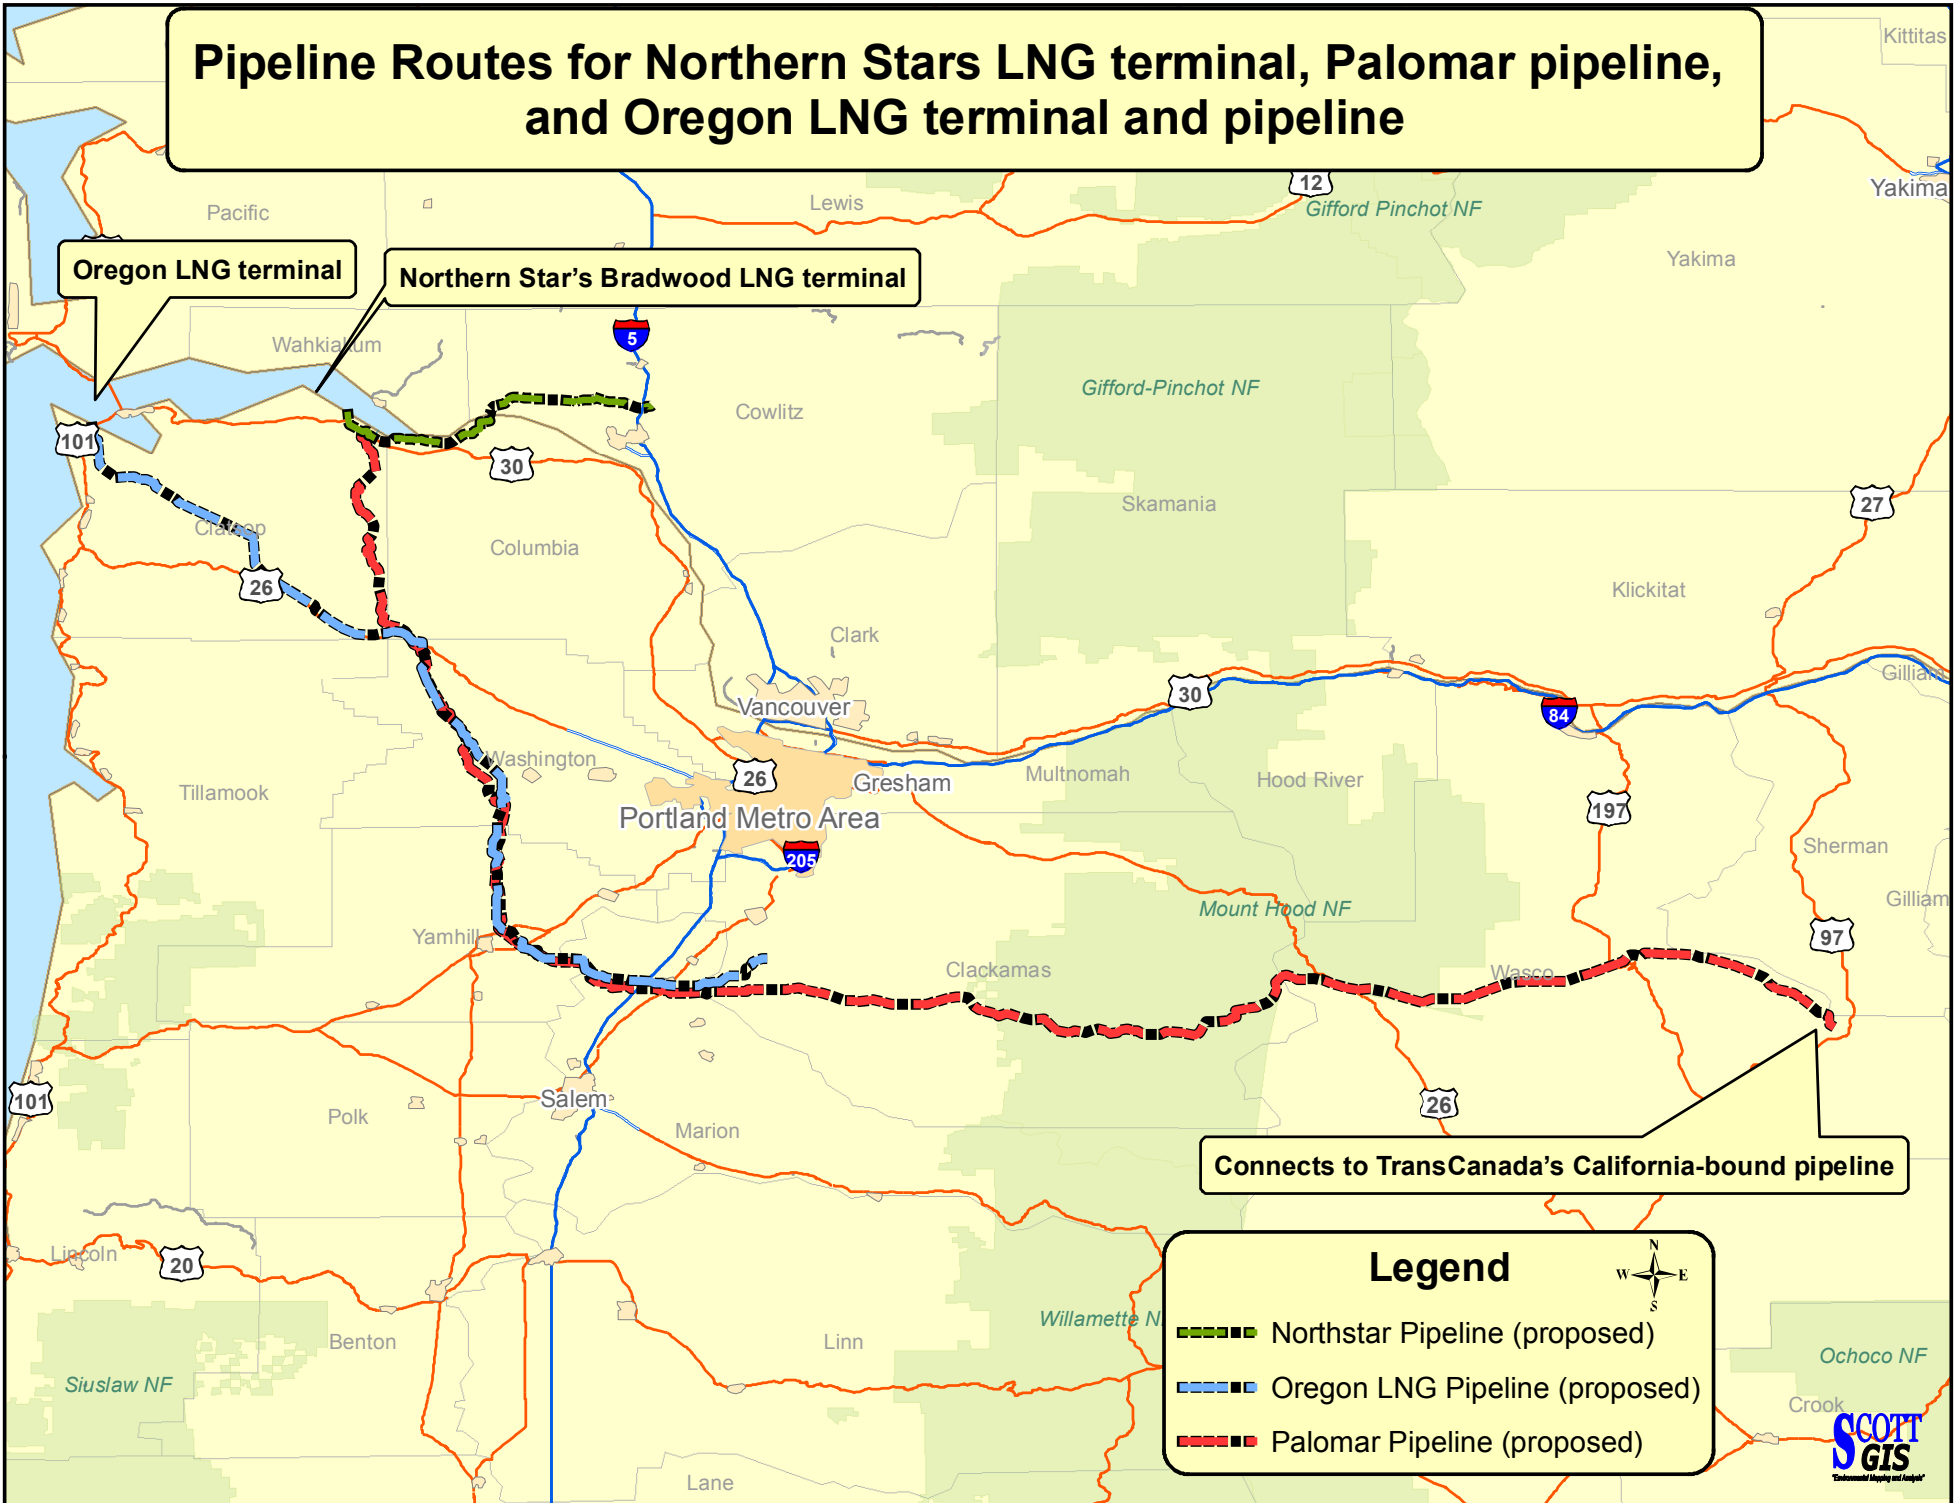 Pipeline Routes for Northern Stars LNG terminal, Palomar pipeline,
and Oregon LNG terminal and pipeline
Kittitas
Yakima
12
Gifford Pinchot NF
Lewis
Pacific
Yakima
Oregon LNG terminal
Northern Star’s Bradwood LNG terminal
5
Wahkiakum
Gifford-Pinchot NF
Cowlitz
101
30
Skamania
27
Clatsop
Columbia
26
Klickitat
Clark
Gilliam
30
Vancouver
84
Washington
26
Gresham
Multnomah
Hood River
Tillamook
197
Portland Metro Area
205
Sherman
Gilliam
Mount Hood NF
Yamhill
97
Clackamas
Wasco
101
Salem
26
Polk
Marion
Connects to TransCanada’s California-bound pipeline
Lincoln
20
Legend
N
W E
S
Willamette N
Northstar Pipeline (proposed)
Benton
Linn
Ochoco NF
Siuslaw NF
Oregon LNG Pipeline (proposed)
Crook
Palomar Pipeline (proposed)
SCOTT
GIS
"Environmental Mapping and Analysis"
Lane